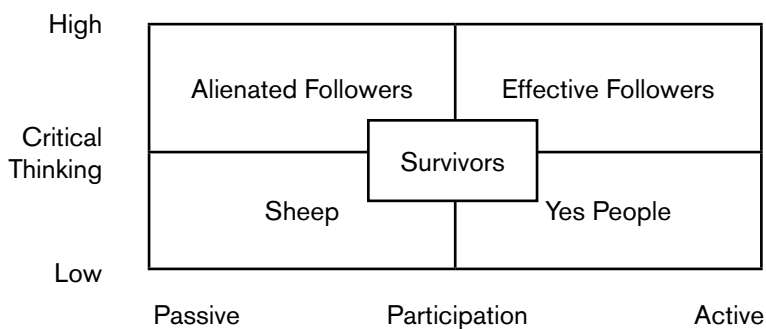 High
Alienated Followers
Effective Followers
Critical
Thinking
Survivors
Sheep
Yes People
Low
Passive
Participation
Active